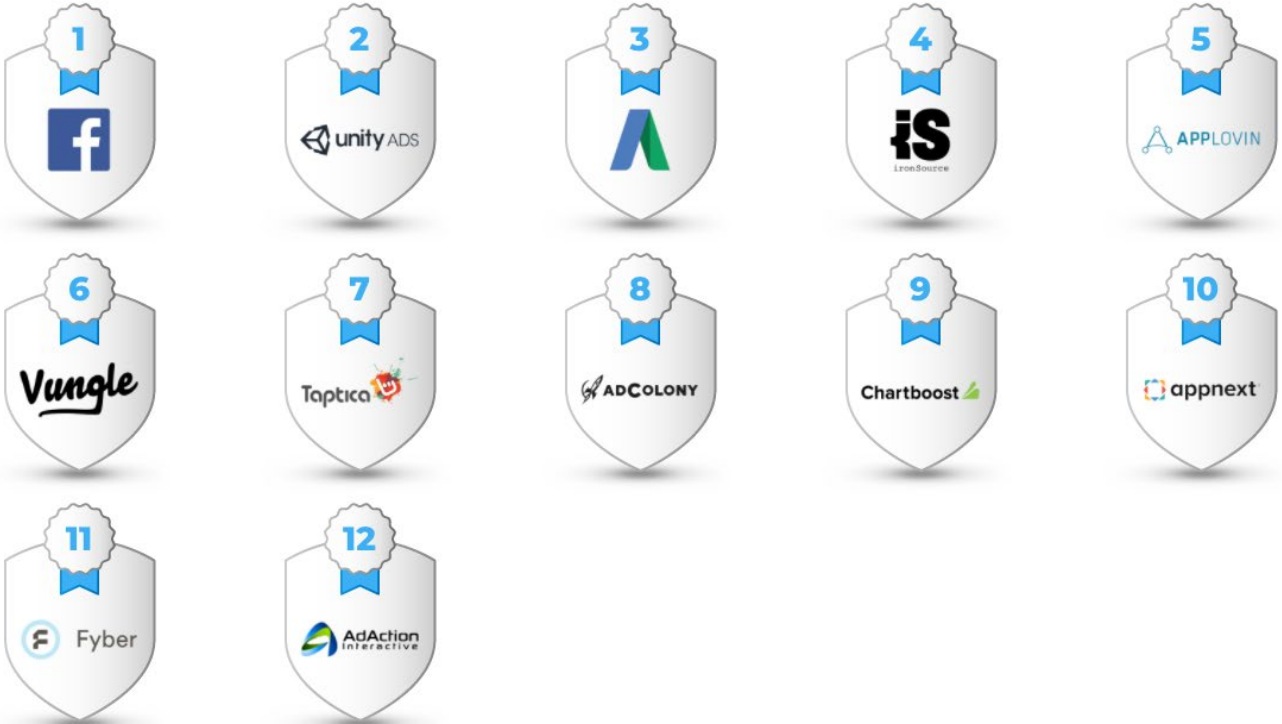 1
2
3
4
5
f
unity ADS
iS
ironSource
APPLOVIN
6
7
8
9
10
Vungle
Taptica
ADCOLONY
Chartboost
appnext
11
12
F Fyber
AdAction
Interactive